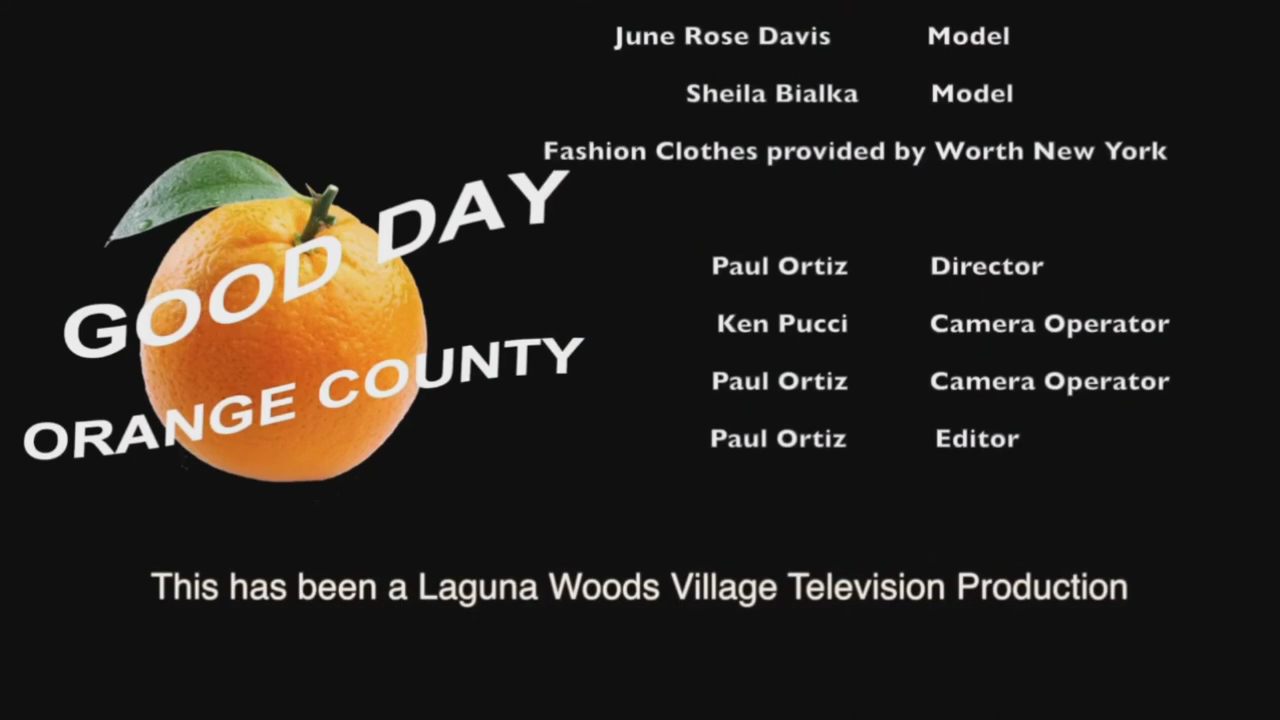 June Rose Davis Model
Sheila Bialka Model
Fashion Clothes provided by Worth New York
GOOD DAY
ORANGE COUNTY
Paul Ortiz Director
Ken Pucci Camera Operator
Paul Ortiz Camera Operator
Paul Ortiz Editor
This has been a Laguna Woods Village Television Production